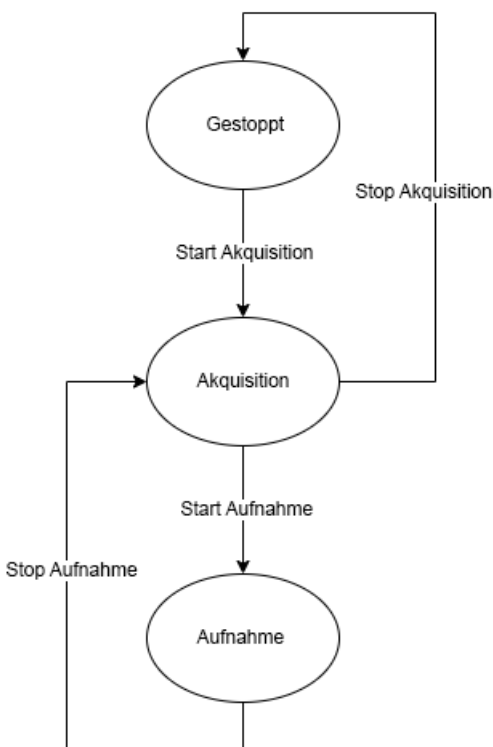 Gestoppt
Stop Akquisition
Start Akquisition
Akquisition
Start Aufnahme
Stop Aufnahme
Aufnahme